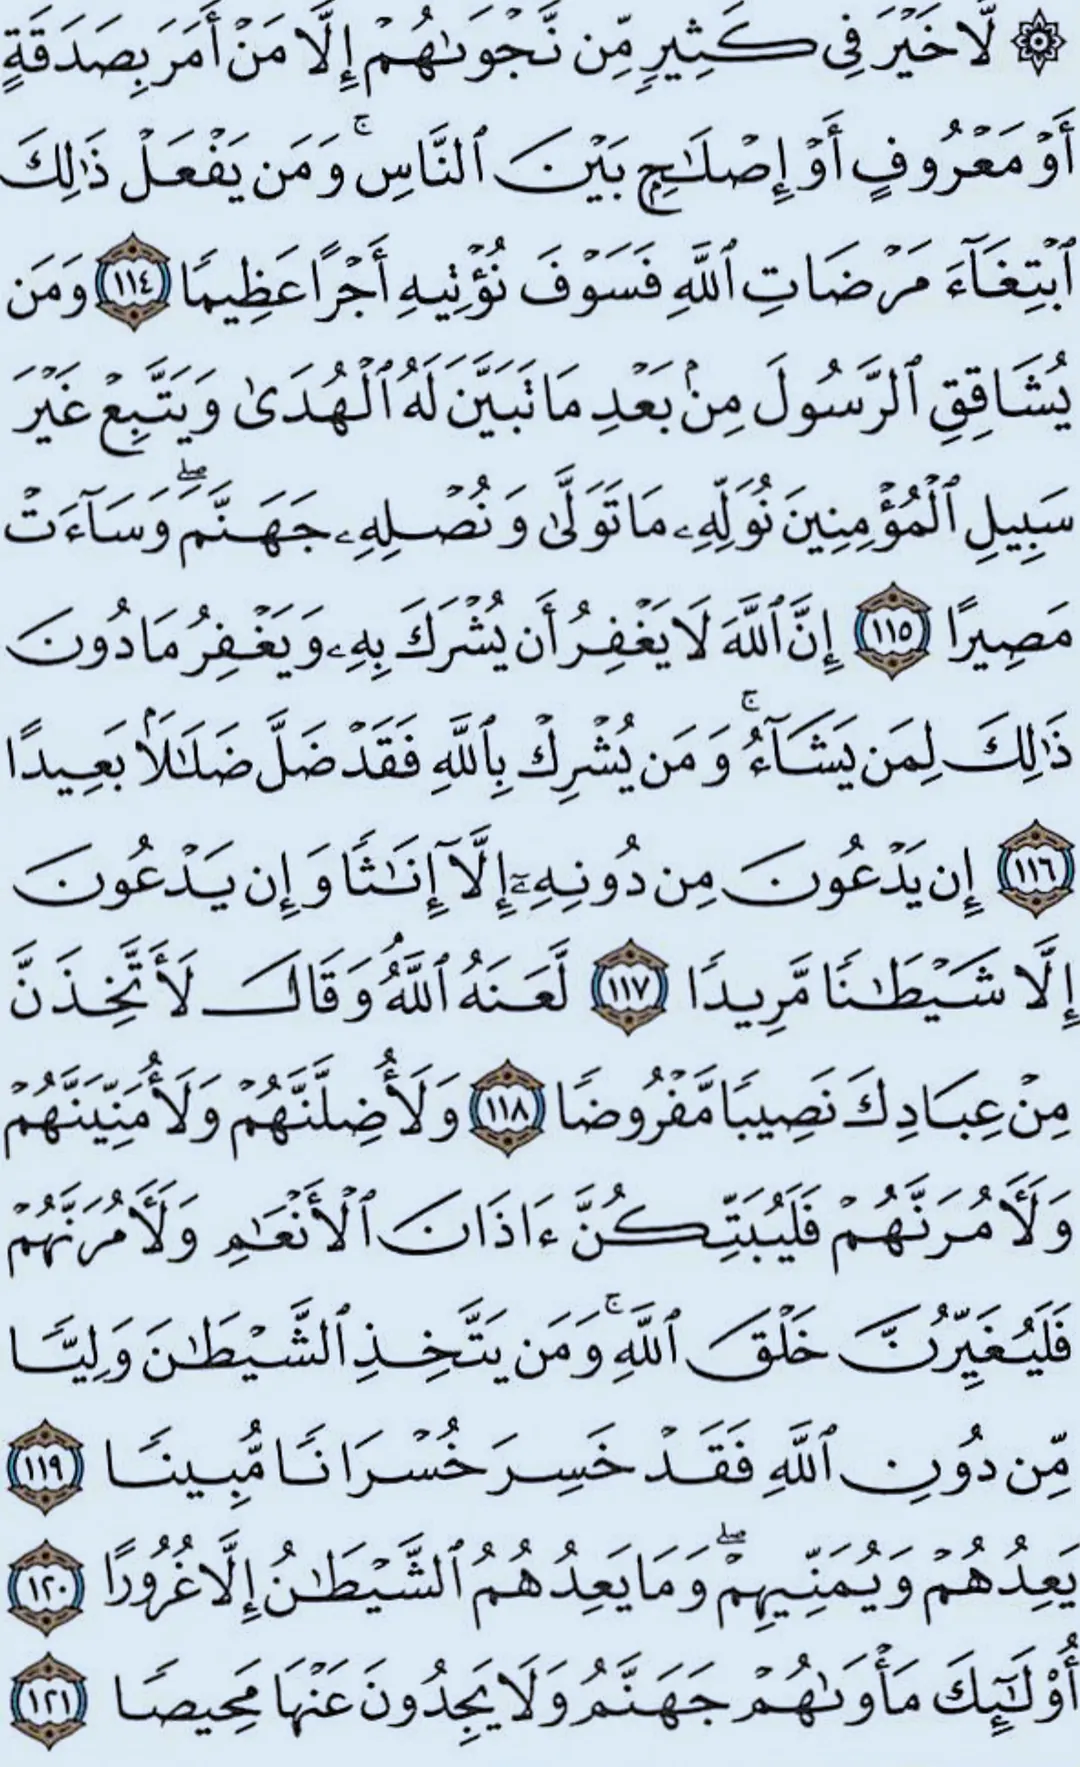 ۞ لَّا خَيْرَ فِى كَثِيرٍ مِّن نَّجْوَىٰهُمْ إِلَّا مَنْ أَمَرَ بِصَدَقَةٍ
أَوْ مَعْرُوفٍ أَوْ إِصْلَـٰحٍۭ بَيْنَ ٱلنَّاسِ ۚ وَمَن يَفْعَلْ ذَٰلِكَ
ٱبْتِغَآءَ مَرْضَاتِ ٱللَّهِ فَسَوْفَ نُؤْتِيهِ أَجْرًا عَظِيمًا ١١٤ وَمَن
يُشَاقِقِ ٱلرَّسُولَ مِنۢ بَعْدِ مَا تَبَيَّنَ لَهُ ٱلْهُدَىٰ وَيَتَّبِعْ غَيْرَ
سَبِيلِ ٱلْمُؤْمِنِينَ نُوَلِّهِۦ مَا تَوَلَّىٰ وَنُصْلِهِۦ جَهَنَّمَ ۖ وَسَآءَتْ
مَصِيرًا ١١٥ إِنَّ ٱللَّهَ لَا يَغْفِرُ أَن يُشْرَكَ بِهِۦ وَيَغْفِرُ مَا دُونَ
ذَٰلِكَ لِمَن يَشَآءُ ۚ وَمَن يُشْرِكْ بِٱللَّهِ فَقَدْ ضَلَّ ضَلَـٰلًۢا بَعِيدًا
١١٦ إِن يَدْعُونَ مِن دُونِهِۦٓ إِلَّآ إِنَـٰثًا وَإِن يَدْعُونَ
إِلَّا شَيْطَـٰنًا مَّرِيدًا ١١٧ لَّعَنَهُ ٱللَّهُ ۘ وَقَالَ لَأَتَّخِذَنَّ
مِنْ عِبَادِكَ نَصِيبًا مَّفْرُوضًا ١١٨ وَلَأُضِلَّنَّهُمْ وَلَأُمَنِّيَنَّهُمْ
وَلَـَٔامُرَنَّهُمْ فَلَيُبَتِّكُنَّ ءَاذَانَ ٱلْأَنْعَـٰمِ وَلَـَٔامُرَنَّهُمْ
فَلَيُغَيِّرُنَّ خَلْقَ ٱللَّهِ ۚ وَمَن يَتَّخِذِ ٱلشَّيْطَـٰنَ وَلِيًّا
مِّن دُونِ ٱللَّهِ فَقَدْ خَسِرَ خُسْرَانًا مُّبِينًا ١١٩
يَعِدُهُمْ وَيُمَنِّيهِمْ ۖ وَمَا يَعِدُهُمُ ٱلشَّيْطَـٰنُ إِلَّا غُرُورًا ١٢٠
أُو۟لَـٰٓئِكَ مَأْوَىٰهُمْ جَهَنَّمُ وَلَا يَجِدُونَ عَنْهَا مَحِيصًا ١٢١